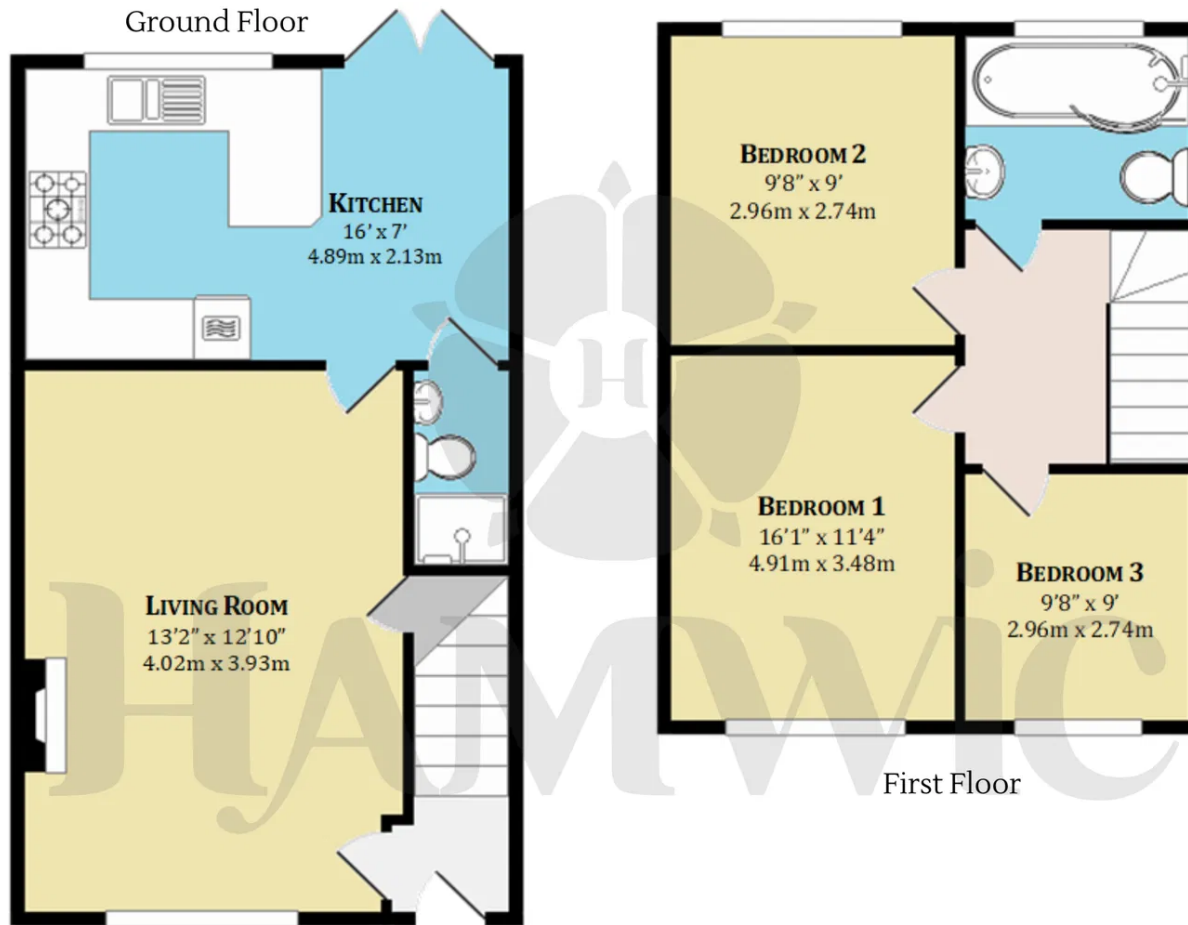 Ground Floor
KITCHEN
16' x 7'
4.89m x 2.13m
LIVING ROOM
13'2" x 12'10"
4.02m x 3.93m
BEDROOM 2
9'8" x 9'
2.96m x 2.74m
BEDROOM 1
16'1" x 11'4"
4.91m x 3.48m
BEDROOM 3
9'8" x 9'
2.96m x 2.74m
First Floor
H
HAMWIC